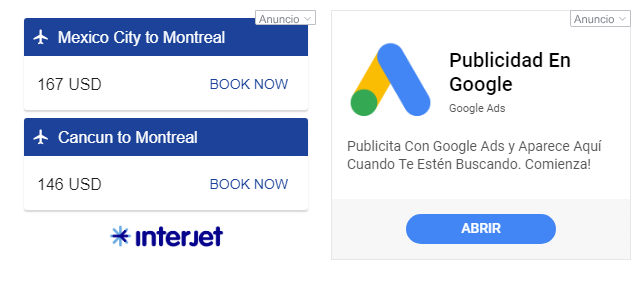 Anuncio
Mexico City to Montreal
167 USD
BOOK NOW
Cancun to Montreal
146 USD
BOOK NOW
interjet
Anuncio
Publicidad En
Google
Google Ads
Publicita Con Google Ads y Aparece Aquí
Cuando Te Estén Buscando. Comienza!
ABRIR